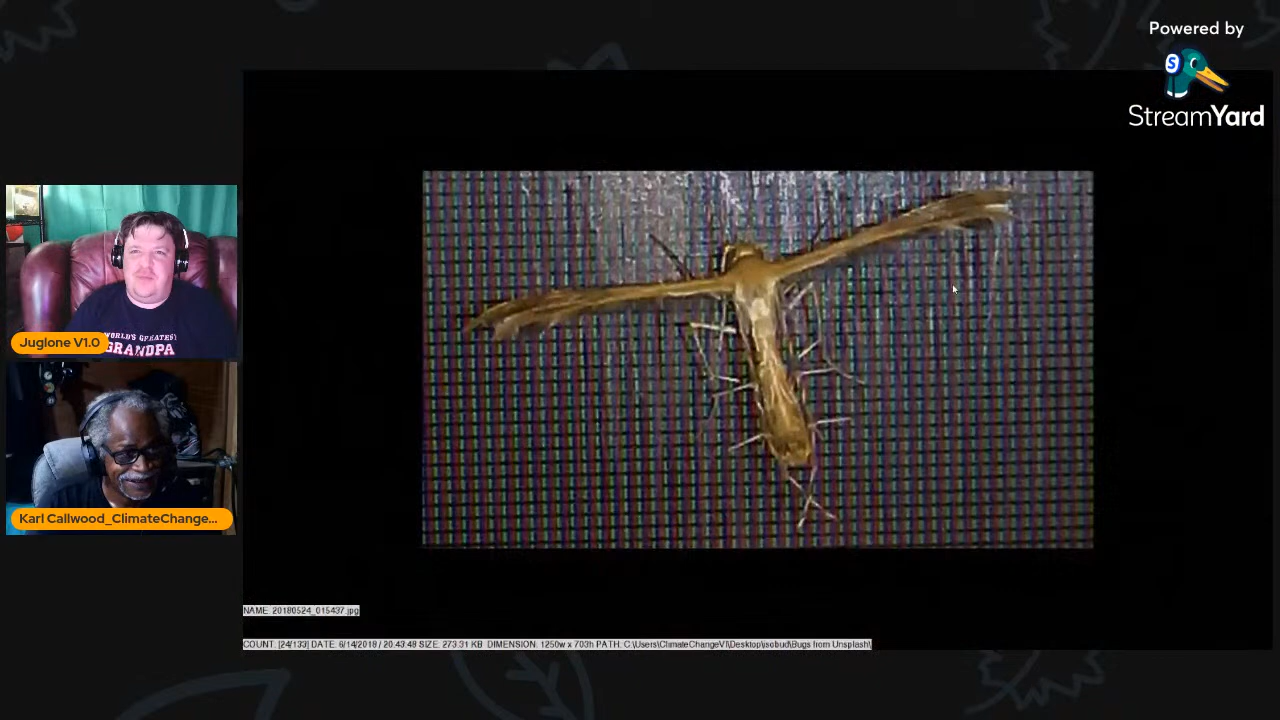 Powered by
S
StreamYard
WORLD'S GREATEST
GRANDPA
Juglone V1.0
Karl Callwood_ClimateChange...
NAME: 20180524_015437.jpg
COUNT: [24/133] DATE: 6/14/2018 / 20:43:48 SIZE: 273.31 KB DIMENSION: 1250w x 703h PATH: C:\Users\ClimateChangeVI\Desktop\isobud\Bugs from Unsplash\